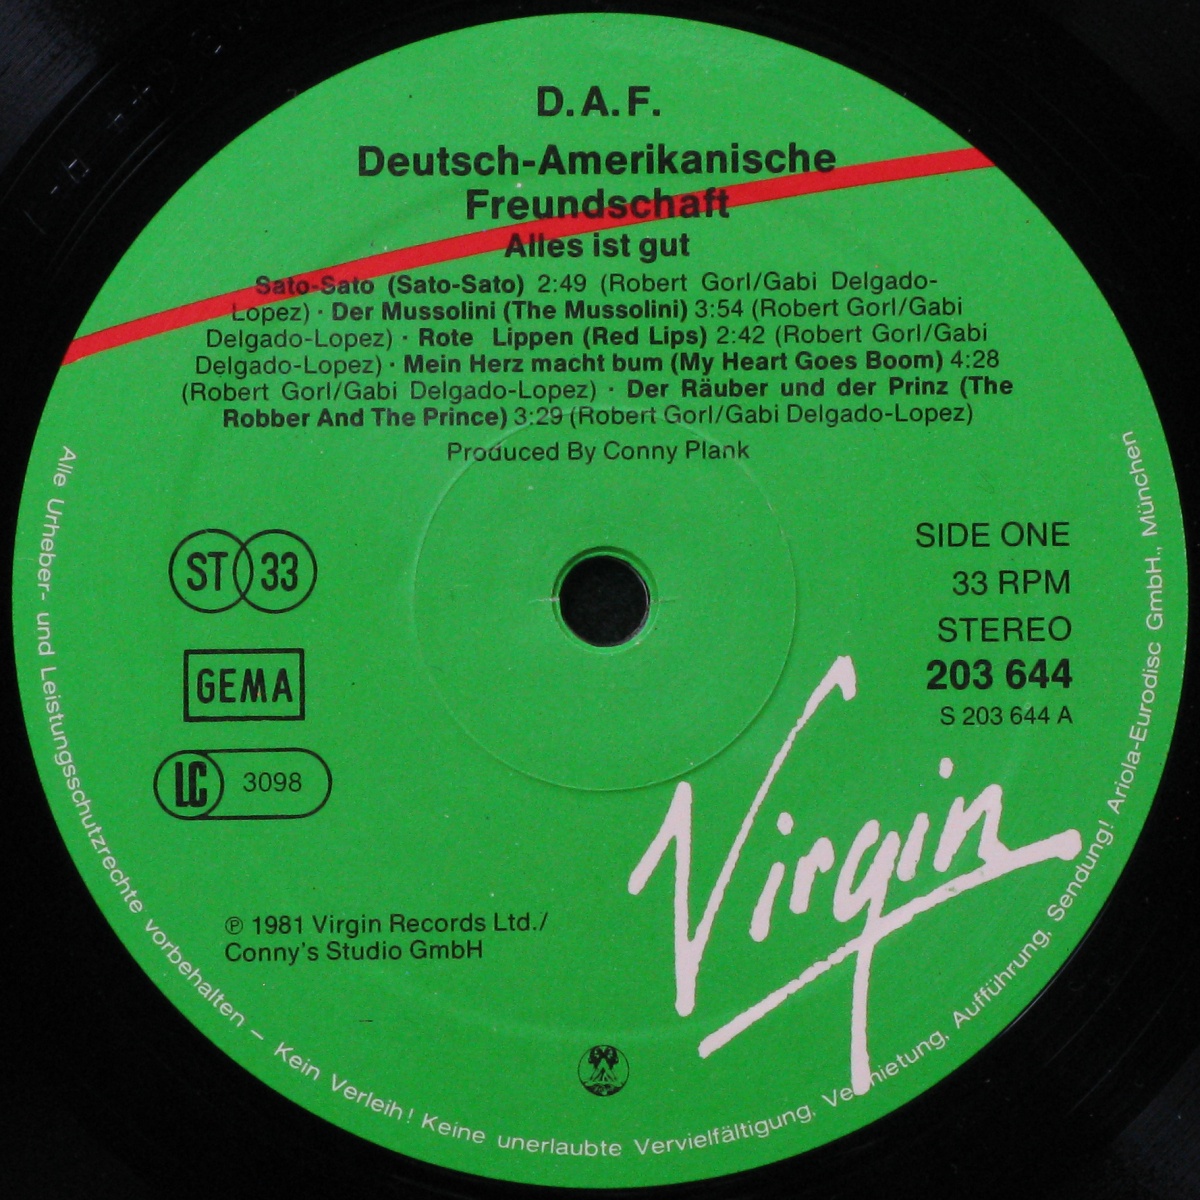 D.A.F.
Deutsch-Amerikanische
Freundschaft
Alles ist gut
Sato-Sato (Sato-Sato) 2:49 (Robert Gorl/Gabi Delgado-
Lopez) · Der Mussolini (The Mussolini) 3:54 (Robert Gorl/Gabi
Delgado-Lopez) · Rote Lippen (Red Lips) 2:42 (Robert Gorl/Gabi
Delgado-Lopez) · Mein Herz macht bum (My Heart Goes Boom) 4:28
(Robert Gorl/Gabi Delgado-Lopez) · Der Räuber und der Prinz (The
Robber And The Prince) 3:29 (Robert Gorl/Gabi Delgado-Lopez)
Produced By Conny Plank
ST 33
GEMA
LC 3098
SIDE ONE
33 RPM
STEREO
203 644
S 203 644 A
Virgin
℗ 1981 Virgin Records Ltd./
Conny's Studio GmbH
Alle Urheber- und Leistungsschutzrechte vorbehalten – Kein Verleih! Keine unerlaubte Vervielfältigung, Vermietung, Aufführung, Sendung! Ariola-Eurodisc GmbH., München